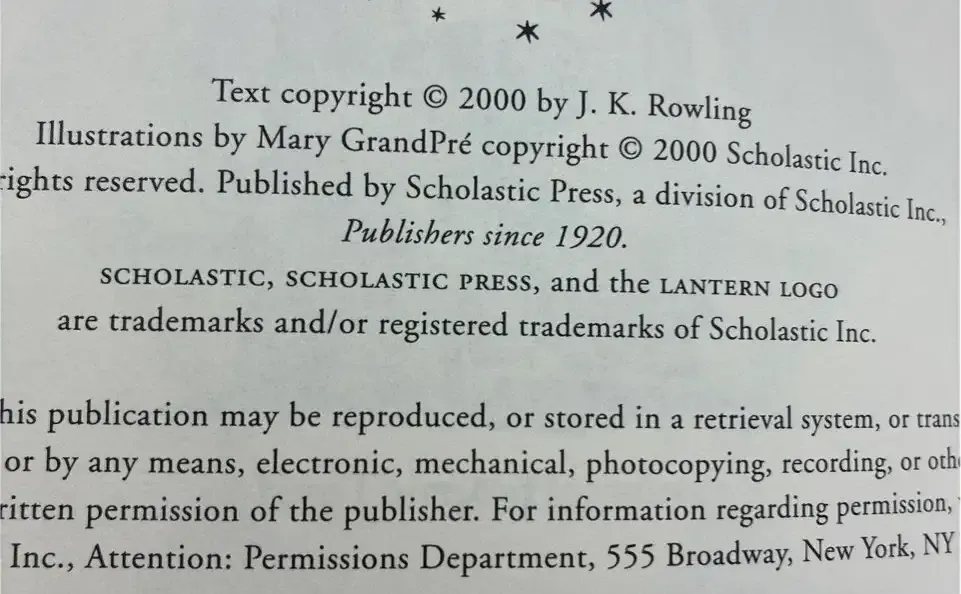 Text copyright © 2000 by J. K. Rowling
Illustrations by Mary GrandPré copyright © 2000 Scholastic Inc.
rights reserved. Published by Scholastic Press, a division of Scholastic Inc.,
Publishers since 1920.
SCHOLASTIC, SCHOLASTIC PRESS, and the LANTERN LOGO
are trademarks and/or registered trademarks of Scholastic Inc.
his publication may be reproduced, or stored in a retrieval system, or trans
or by any means, electronic, mechanical, photocopying, recording, or oth
ritten permission of the publisher. For information regarding permission,
Inc., Attention: Permissions Department, 555 Broadway, New York, NY